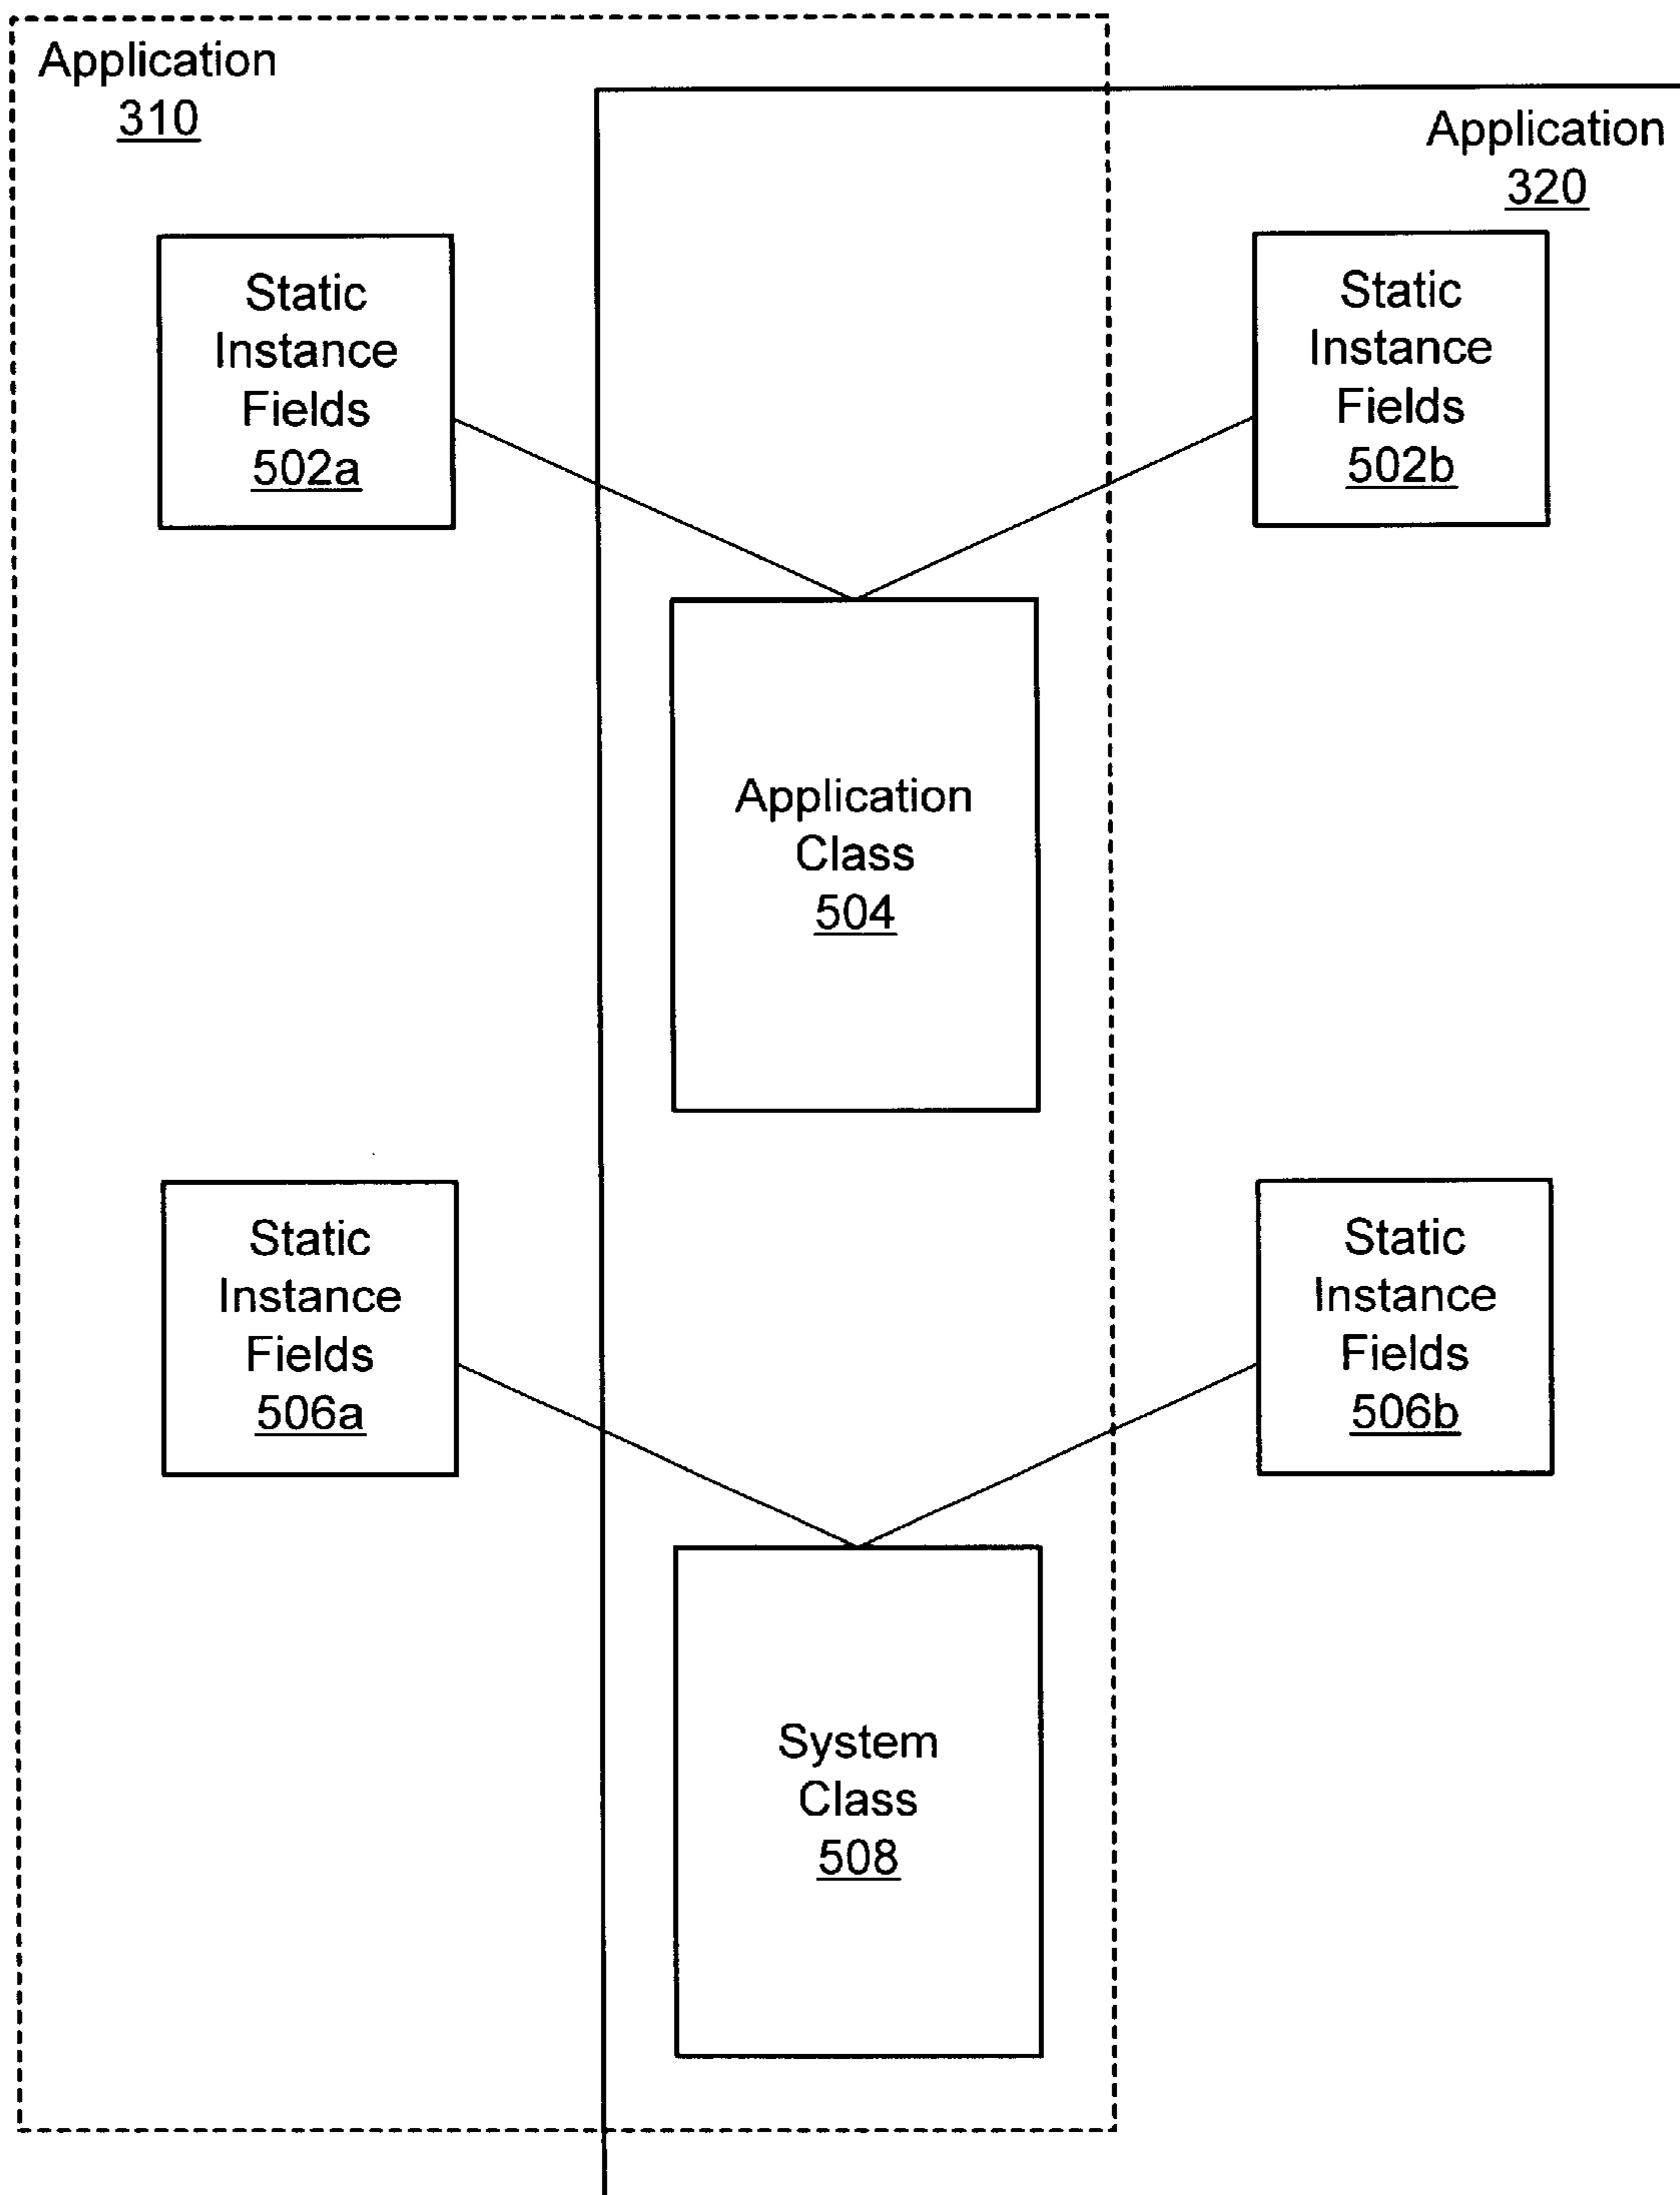 Application
310
Application
320
Static
Instance
Fields
502a
Static
Instance
Fields
502b
Application
Class
504
Static
Instance
Fields
506a
Static
Instance
Fields
506b
System
Class
508